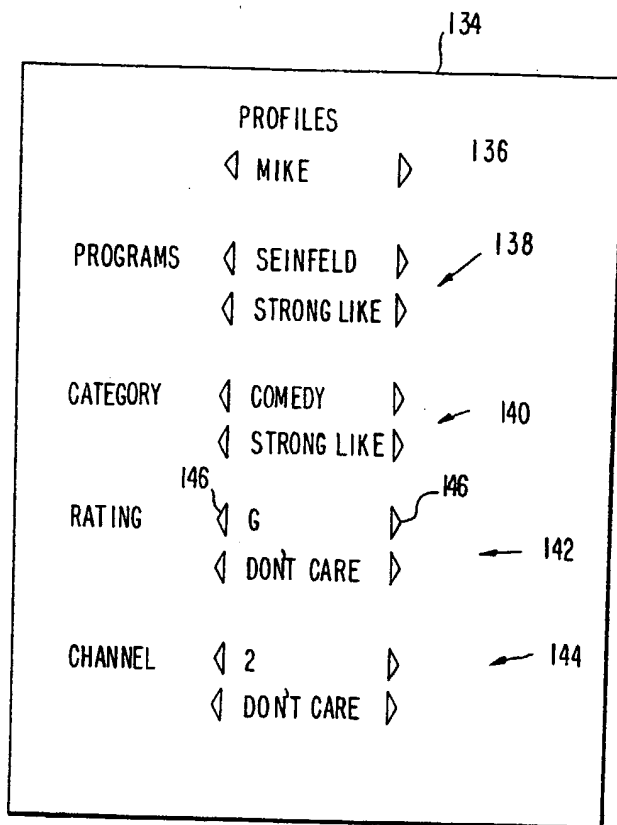 134
PROFILES
MIKE 136
PROGRAMS SEINFELD 138
STRONG LIKE
CATEGORY COMEDY 140
STRONG LIKE
146 146
RATING G
DON'T CARE 142
CHANNEL 2 144
DON'T CARE